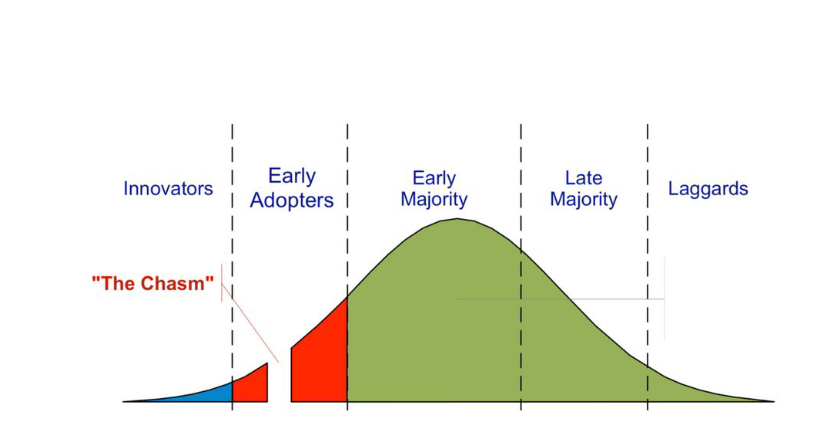 Innovators
Early
Adopters
Early
Majority
Late
Majority
Laggards
"The Chasm"